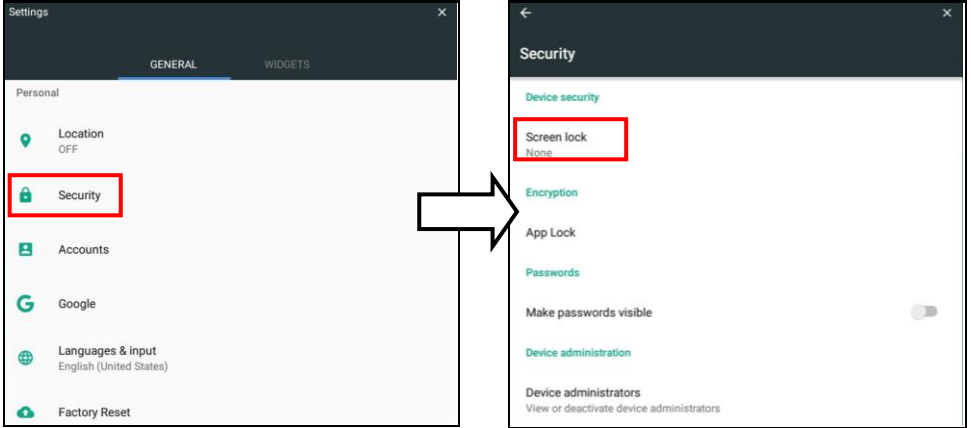 Settings
×
GENERAL
WIDGETS
Personal
Location
OFF
Security
Accounts
Google
Languages & input
English (United States)
Factory Reset
×
Security
Device security
Screen lock
None
Encryption
App Lock
Passwords
Make passwords visible
Device administration
Device administrators
View or deactivate device administrators